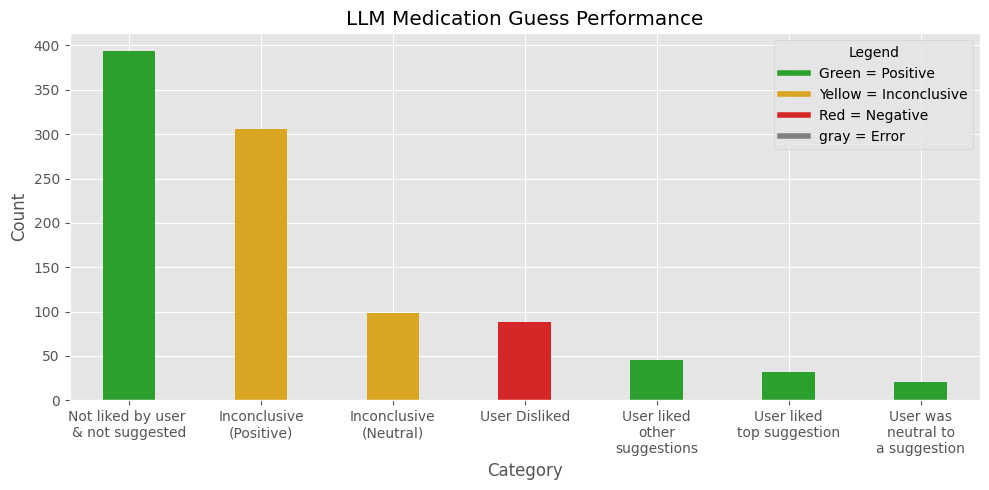 LLM Medication Guess Performance
Legend
Green = Positive
Yellow = Inconclusive
Red = Negative
gray = Error
Count
400
350
300
250
200
150
100
50
0
Not liked by user
& not suggested
Inconclusive
(Positive)
Inconclusive
(Neutral)
User Disliked
User liked
other
suggestions
User liked
top suggestion
User was
neutral to
a suggestion
Category